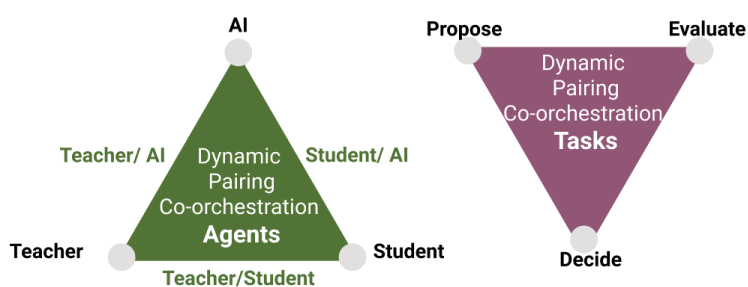 AI
Teacher/ AI
Student/ AI
Dynamic
Pairing
Co-orchestration
Agents
Teacher
Student
Teacher/Student
Propose
Evaluate
Dynamic
Pairing
Co-orchestration
Tasks
Decide